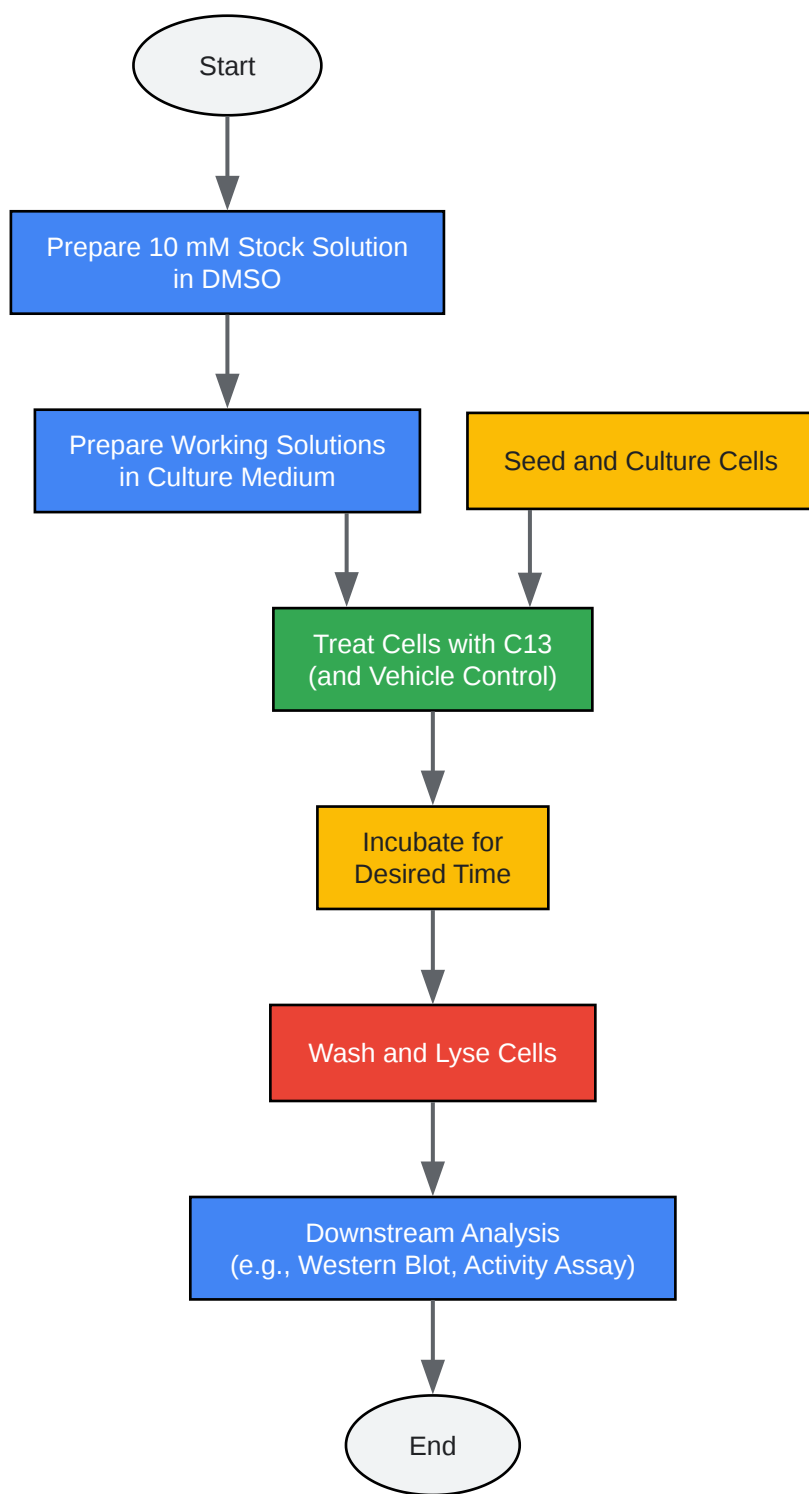 Start
Prepare 10 mM Stock Solution
in DMSO
Prepare Working Solutions
in Culture Medium
Seed and Culture Cells
Treat Cells with C13
(and Vehicle Control)
Incubate for
Desired Time
Wash and Lyse Cells
Downstream Analysis
(e.g., Western Blot, Activity Assay)
End